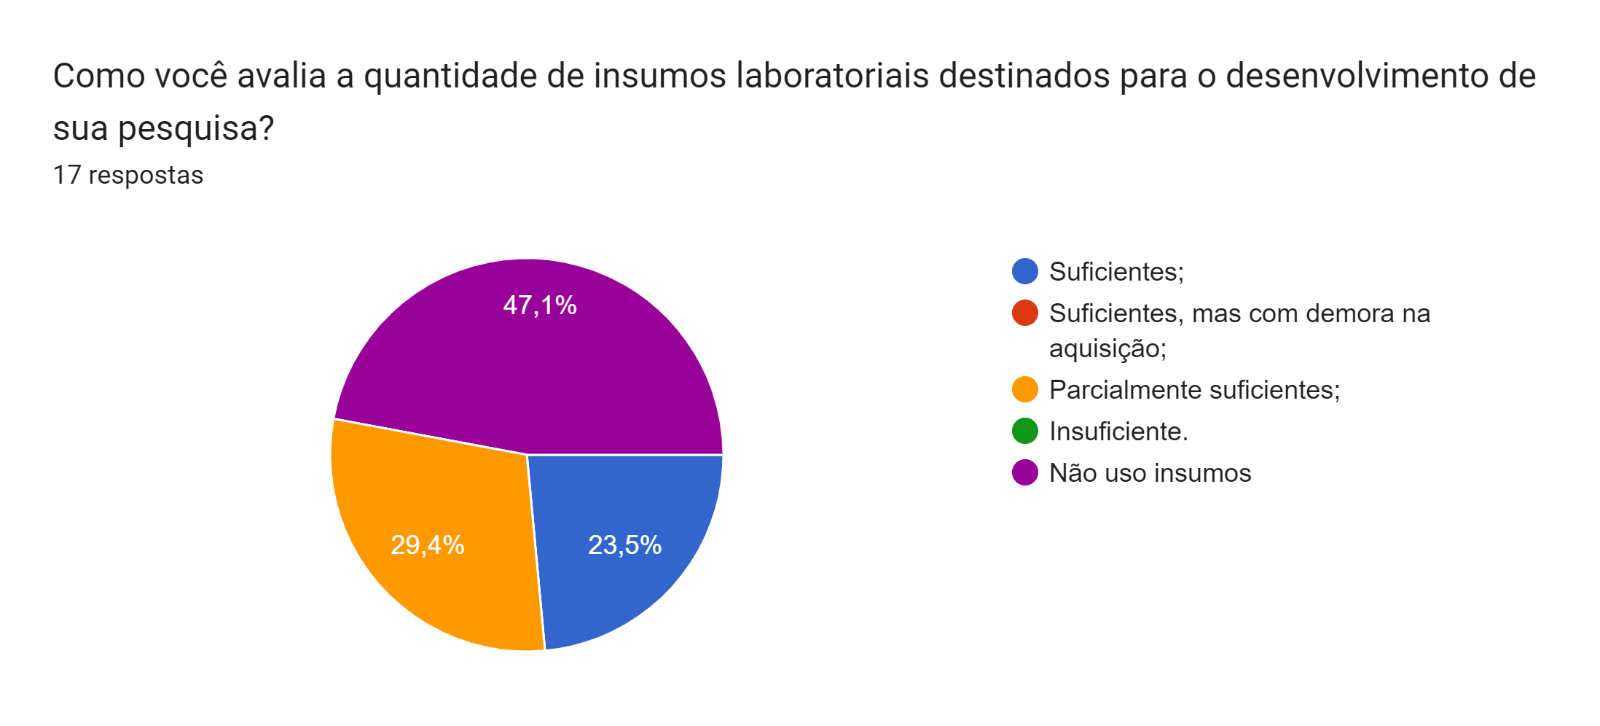 Como você avalia a quantidade de insumos laboratoriais destinados para o desenvolvimento de
sua pesquisa?
17 respostas
47,1%
29,4%
23,5%
Suficientes;
Suficientes, mas com demora na
aquisição;
Parcialmente suficientes;
Insuficiente.
Não uso insumos